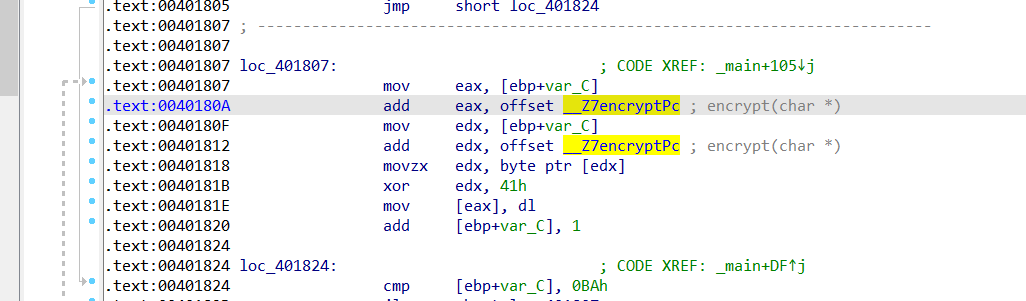 .text:00401805 jmp short loc_401824
.text:00401807 ; ---------------------------------------------------------------------------
.text:00401807
.text:00401807 loc_401807: ; CODE XREF: _main+105↓j
.text:00401807 mov eax, [ebp+var_C]
.text:0040180A add eax, offset __Z7encryptPc ; encrypt(char *)
.text:0040180F mov edx, [ebp+var_C]
.text:00401812 add edx, offset __Z7encryptPc ; encrypt(char *)
.text:00401818 movzx edx, byte ptr [edx]
.text:0040181B xor edx, 41h
.text:0040181E mov [eax], dl
.text:00401820 add [ebp+var_C], 1
.text:00401824
.text:00401824 loc_401824: ; CODE XREF: _main+DF↑j
.text:00401824 cmp [ebp+var_C], 0BAh